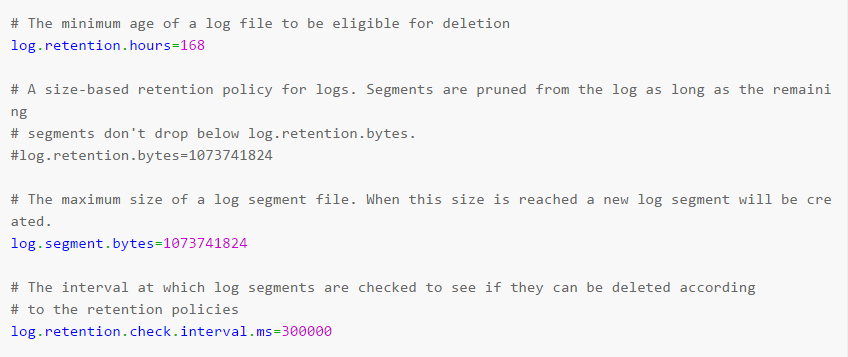 # The minimum age of a log file to be eligible for deletion
log.retention.hours=168
# A size-based retention policy for logs. Segments are pruned from the log as long as the remaini
ng
# segments don't drop below log.retention.bytes.
#log.retention.bytes=1073741824
# The maximum size of a log segment file. When this size is reached a new log segment will be cre
ated.
log.segment.bytes=1073741824
# The interval at which log segments are checked to see if they can be deleted according
# to the retention policies
log.retention.check.interval.ms=300000